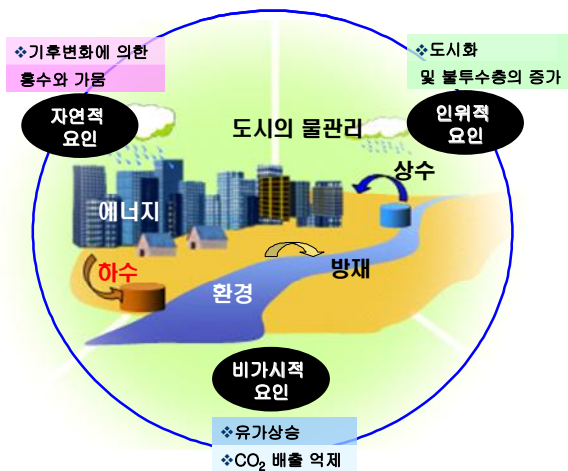 ❖기후변화에 의한
홍수와 가뭄
❖도시화
및 불투수층의 증가
자연적
요인
인위적
요인
도시의 물관리
상수
에너지
하수
방재
환경
비가시적
요인
❖유가상승
❖CO₂ 배출 억제